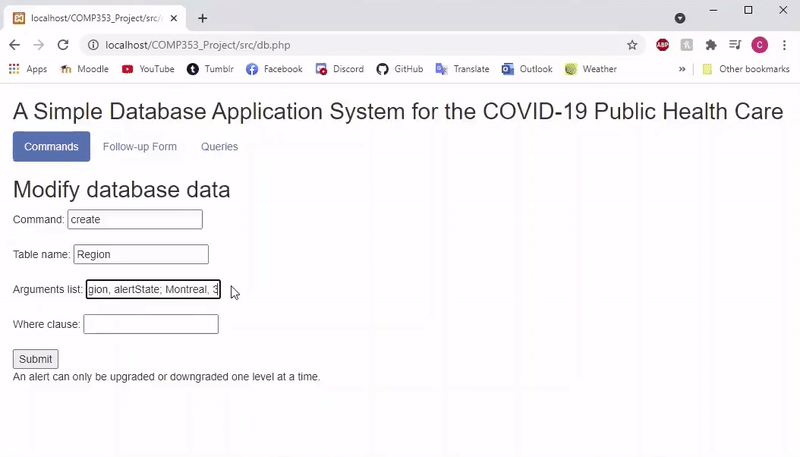 localhost/COMP353_Project/src/
localhost/COMP353_Project/src/db.php
ABP
C
Apps
Moodle
YouTube
Tumblr
Facebook
Discord
GitHub
Translate
Outlook
Weather
»
Other bookmarks
A Simple Database Application System for the COVID-19 Public Health Care
Commands
Follow-up Form
Queries
Modify database data
Command: create
Table name: Region
Arguments list: gion, alertState; Montreal, 3
Where clause:
Submit
An alert can only be upgraded or downgraded one level at a time.